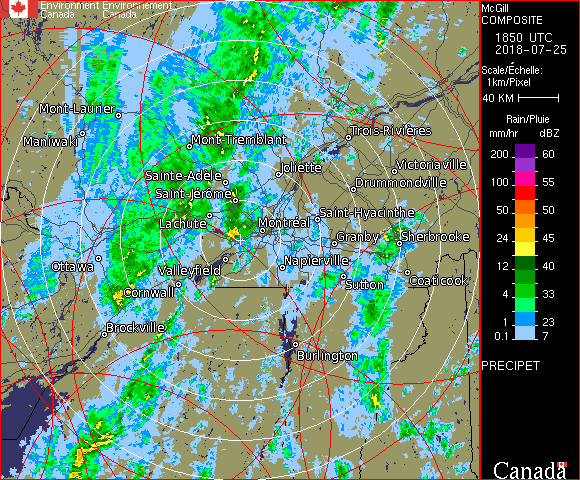 Environment Environnement
Canada Canada
McGill
COMPOSITE
1850 UTC
2018-07-25
Scale/Échelle:
1km/Pixel
40 KM
Rain/Pluie
mm/hr dBZ
200 60
100 55
50 50
24 45
12 40
4 33
1 23
0.1 7
PRECIPET
Canada
Mont-Laurier
Maniwaki
Mont-Tremblant
Trois-Rivières
Joliette
Victoriaville
Sainte-Adèle
Drummondville
Saint-Jérôme
Saint-Hyacinthe
Lachute
Montréal
Granby
Sherbrooke
Ottawa
Valleyfield
Napierville
Cornwall
Sutton
Coaticook
Brockville
Burlington